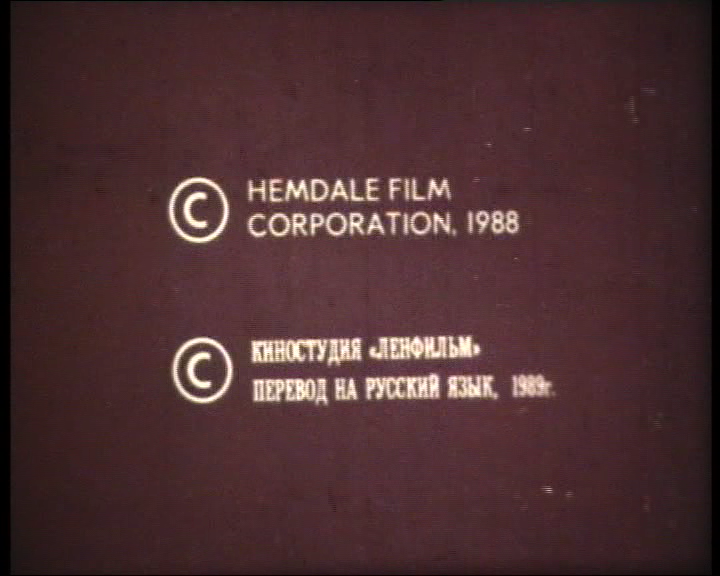 © HEMDALE FILM
CORPORATION, 1988
© КИНОСТУДИЯ «ЛЕНФИЛЬМ»
ПЕРЕВОД НА РУССКИЙ ЯЗЫК, 1989г.